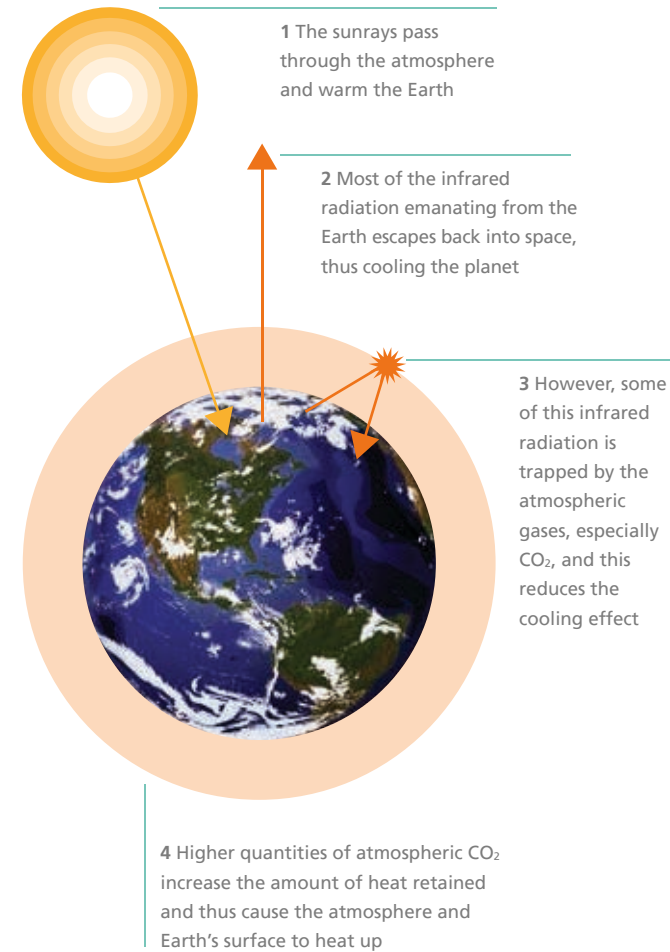 1 The sunrays pass
through the atmosphere
and warm the Earth
2 Most of the infrared
radiation emanating from the
Earth escapes back into space,
thus cooling the planet
3 However, some
of this infrared
radiation is
trapped by the
atmospheric
gases, especially
CO₂, and this
reduces the
cooling effect
4 Higher quantities of atmospheric CO₂
increase the amount of heat retained
and thus cause the atmosphere and
Earth's surface to heat up